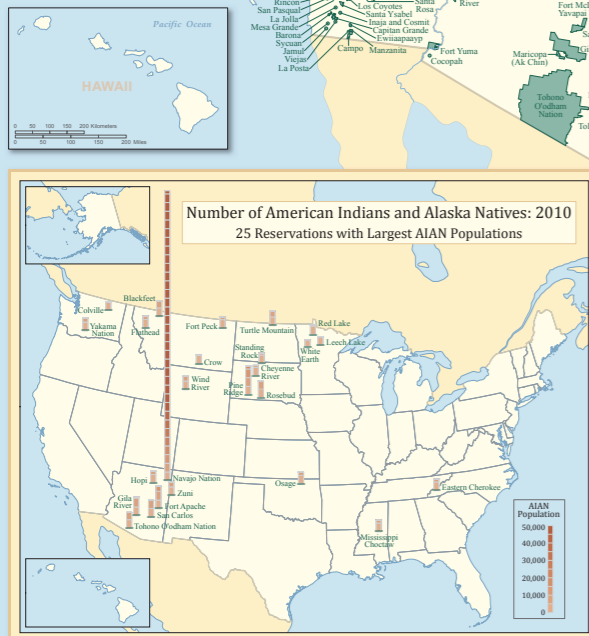 Rincon
San Pasqual
La Jolla
Mesa Grande
Barona
Sycuan
Jamul
Viejas
La Posta
Los Coyotes
Santa Ysabel
Inaja and Cosmit
Capitan Grande
Ewiiaapaayp
Manzanita
Campo
Santa
Rosa
River
Fort Yuma
Cocopah
Fort McD
Yavapai
Sa
Maricopa
(Ak Chin)
Gi
Tohono
O'odham
Nation
To
Pacific Ocean
HAWAII
0 50 100 150 200 Kilometers
0 50 100 150 200 Miles
Number of American Indians and Alaska Natives: 2010
25 Reservations with Largest AIAN Populations
Colville
Blackfeet
Yakama
Nation
Flathead
Fort Peck
Turtle Mountain
Red Lake
Leech Lake
White
Earth
Standing
Rock
Crow
Cheyenne
River
Wind
River
Pine
Ridge
Rosebud
Hopi
Navajo Nation
Zuni
Gila
River
Fort Apache
San Carlos
Tohono O'odham Nation
Osage
Eastern Cherokee
Mississippi
Choctaw
AIAN
Population
50,000
40,000
30,000
20,000
10,000
0